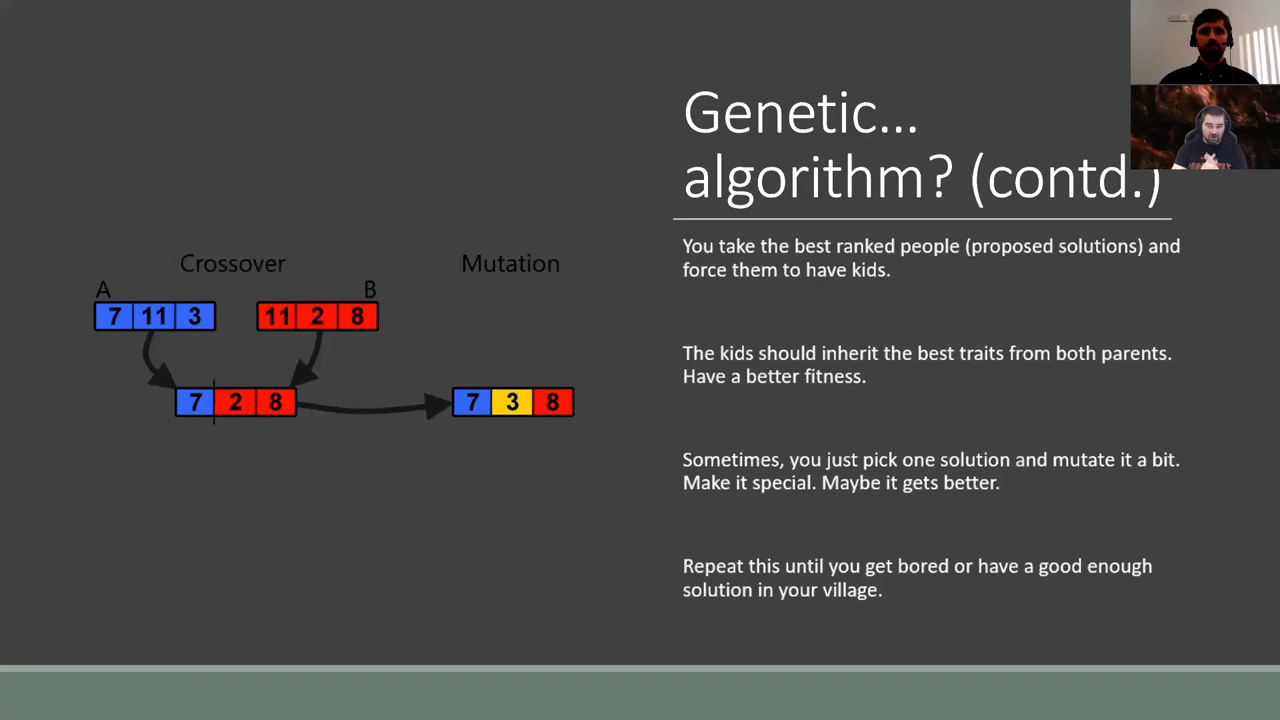 Genetic...
algorithm? (contd.)
You take the best ranked people (proposed solutions) and
force them to have kids.
The kids should inherit the best traits from both parents.
Have a better fitness.
Sometimes, you just pick one solution and mutate it a bit.
Make it special. Maybe it gets better.
Repeat this until you get bored or have a good enough
solution in your village.
Crossover
Mutation
A
B
7 11 3
11 2 8
7 2 8
7 3 8